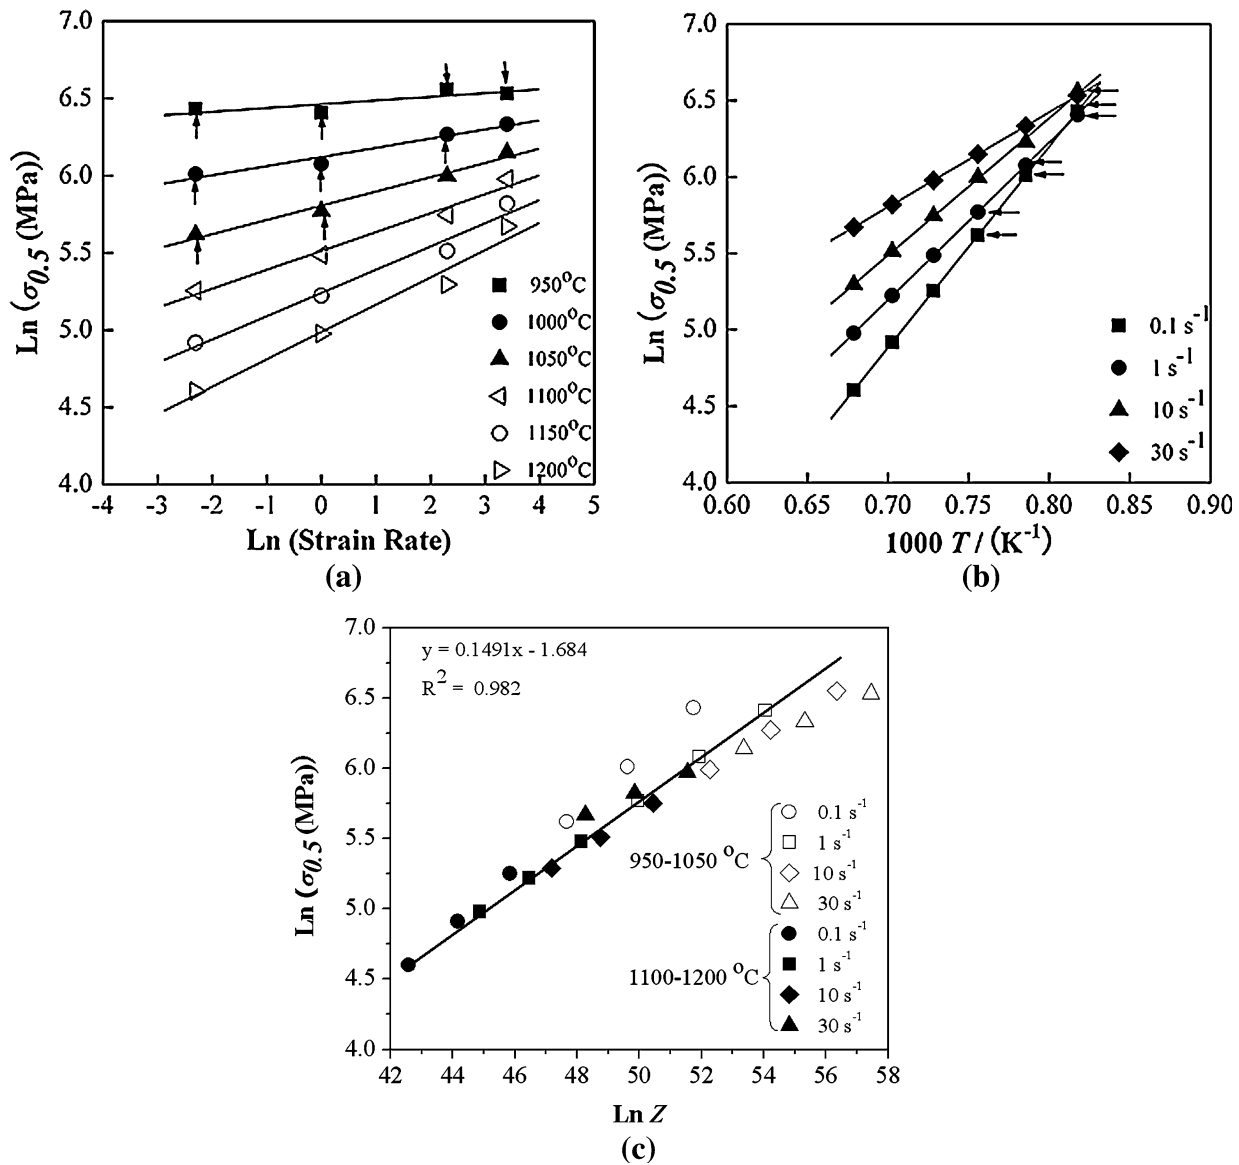 7.0
6.5
6.0
5.5
5.0
4.5
4.0
Ln (σ0.5 (MPa))
950°C
1000°C
1050°C
1100°C
1150°C
1200°C
-4 -3 -2 -1 0 1 2 3 4 5
Ln (Strain Rate)
(a)
7.0
6.5
6.0
5.5
5.0
4.5
4.0
Ln (σ0.5 (MPa))
0.1 s-1
1 s-1
10 s-1
30 s-1
0.60 0.65 0.70 0.75 0.80 0.85 0.90
1000 T / (K-1)
(b)
7.0
6.5
6.0
5.5
5.0
4.5
4.0
Ln (σ0.5 (MPa))
y = 0.1491x - 1.684
R2 = 0.982
950-1050 °C
0.1 s-1
1 s-1
10 s-1
30 s-1
1100-1200 °C
0.1 s-1
1 s-1
10 s-1
30 s-1
42 44 46 48 50 52 54 56 58
Ln Z
(c)